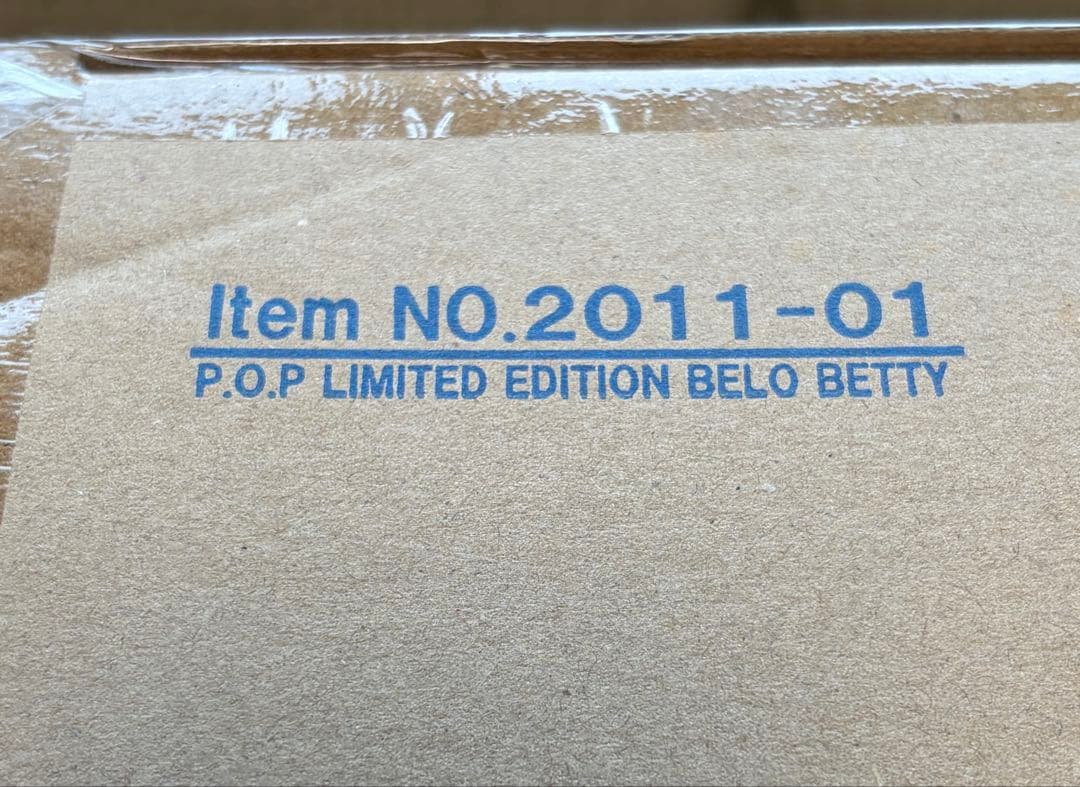 Item NO.2011-01
P.O.P LIMITED EDITION BELO BETTY